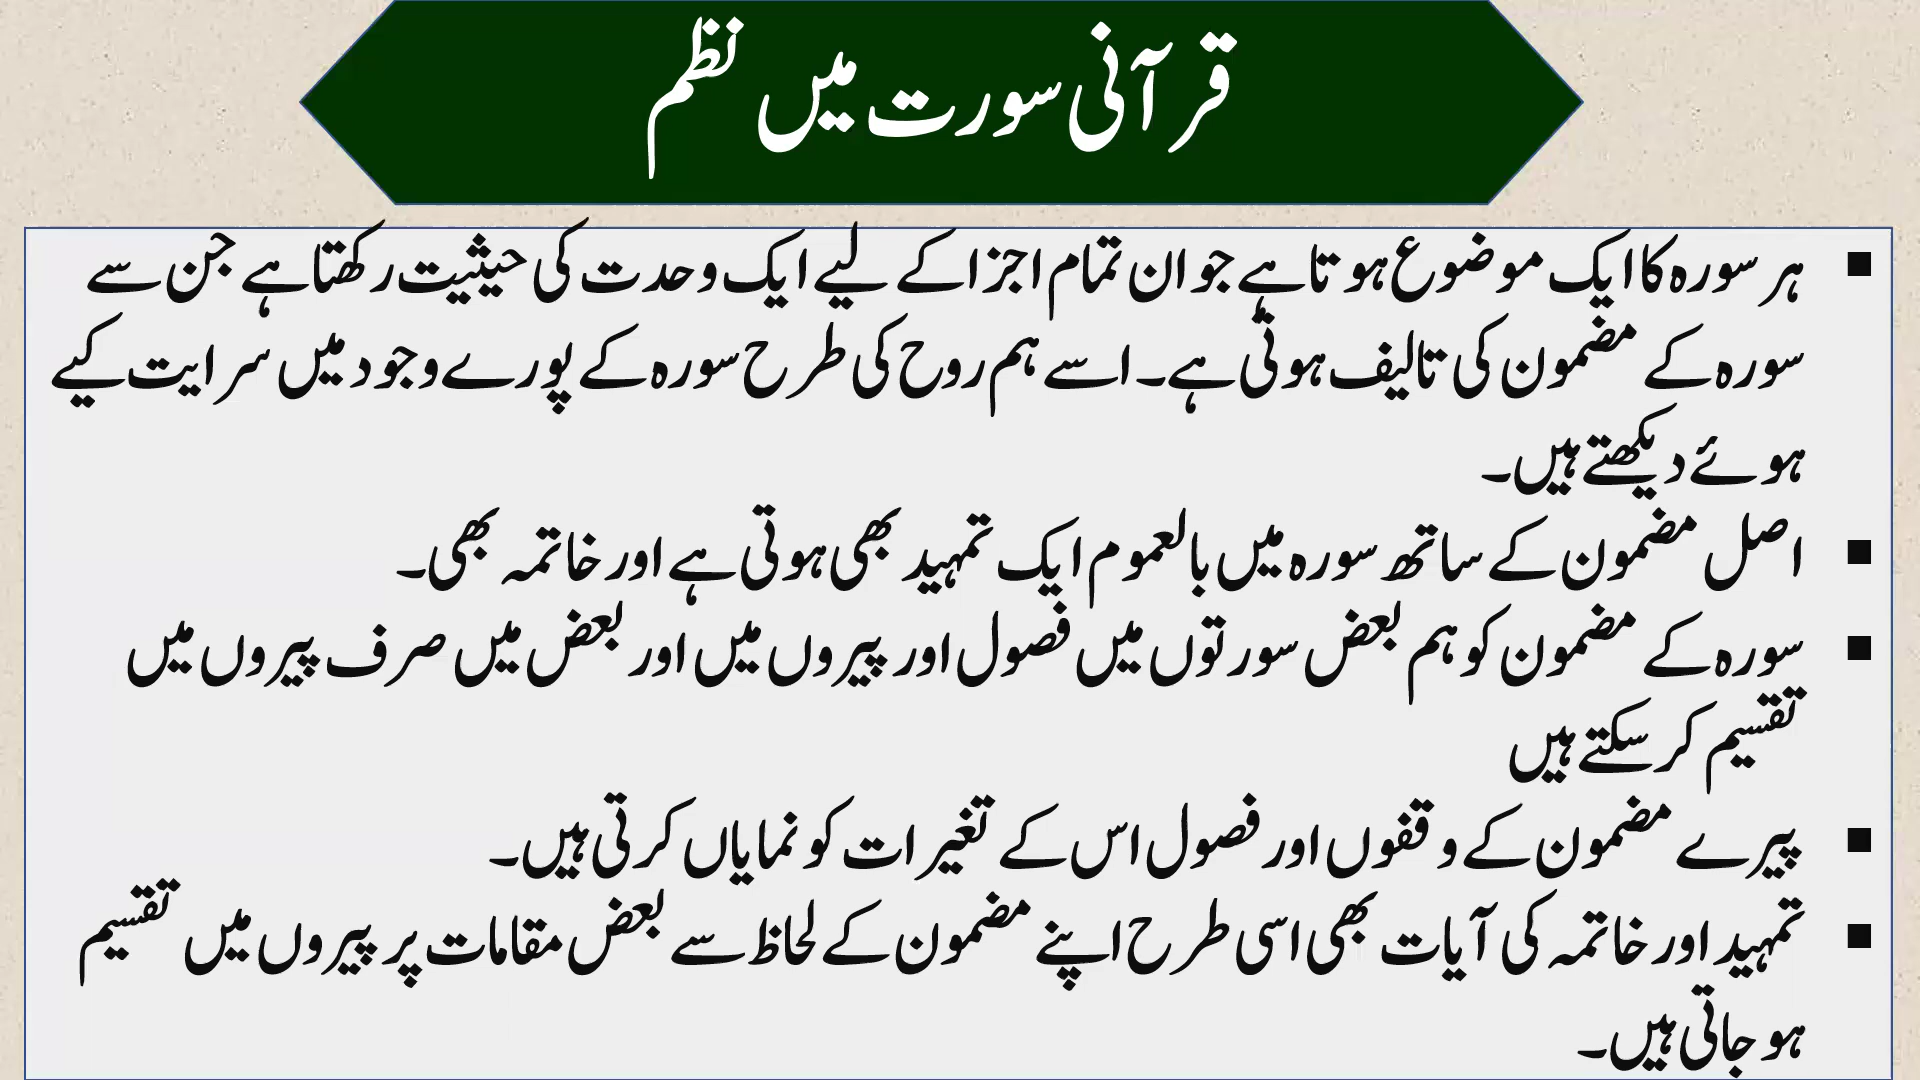 قرآنی سورت میں نظم
ہر سورہ کا ایک موضوع ہوتا ہے جو ان تمام اجزا کے لیے ایک وحدت کی حیثیت رکھتا ہے جن سے
سورہ کے مضمون کی تالیف ہوتی ہے۔ اسے ہم روح کی طرح سورہ کے پورے وجود میں سرایت کیے
ہوئے دیکھتے ہیں۔
اصل مضمون کے ساتھ سورہ میں بالعموم ایک تمہید بھی ہوتی ہے اور خاتمہ بھی۔
سورہ کے مضمون کو ہم بعض سورتوں میں فصول اور پیروں میں اور بعض میں صرف پیروں میں
تقسیم کر سکتے ہیں
پیرے مضمون کے وقفوں اور فصول اس کے تغیرات کو نمایاں کرتی ہیں۔
تمہید اور خاتمہ کی آیات بھی اسی طرح اپنے مضمون کے لحاظ سے بعض مقامات پر پیروں میں تقسیم
ہو جاتی ہیں۔